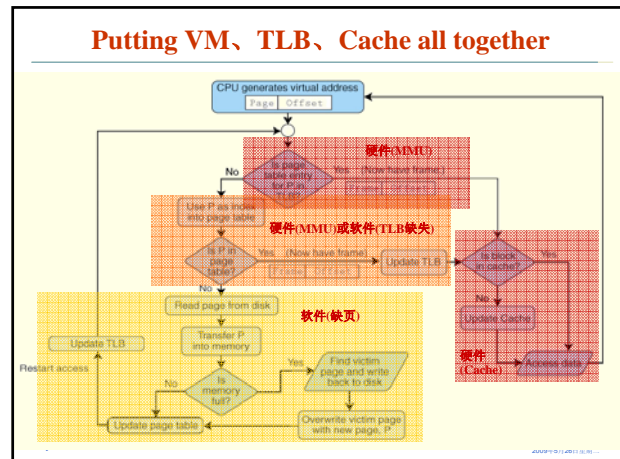 Putting VM、TLB、Cache all together
CPU generates virtual address
Page Offset
硬件(MMU)
No
Is page
table entry
for P in
TLB?
Yes (Now have frame.)
Frame Offset
Use P as index
into page table
硬件(MMU)或软件(TLB缺失)
Is P in
page
table?
Yes (Now have frame)
Frame Offset
Update TLB
Is block
in cache?
Yes
No
No
Update Cache
硬件
(Cache)
Access data
Read page from disk
软件(缺页)
Transfer P
into memory
Update TLB
Restart access
No
Is
memory
full?
Yes
Find victim
page and write
back to disk
Update page table
Overwrite victim page
with new page, P